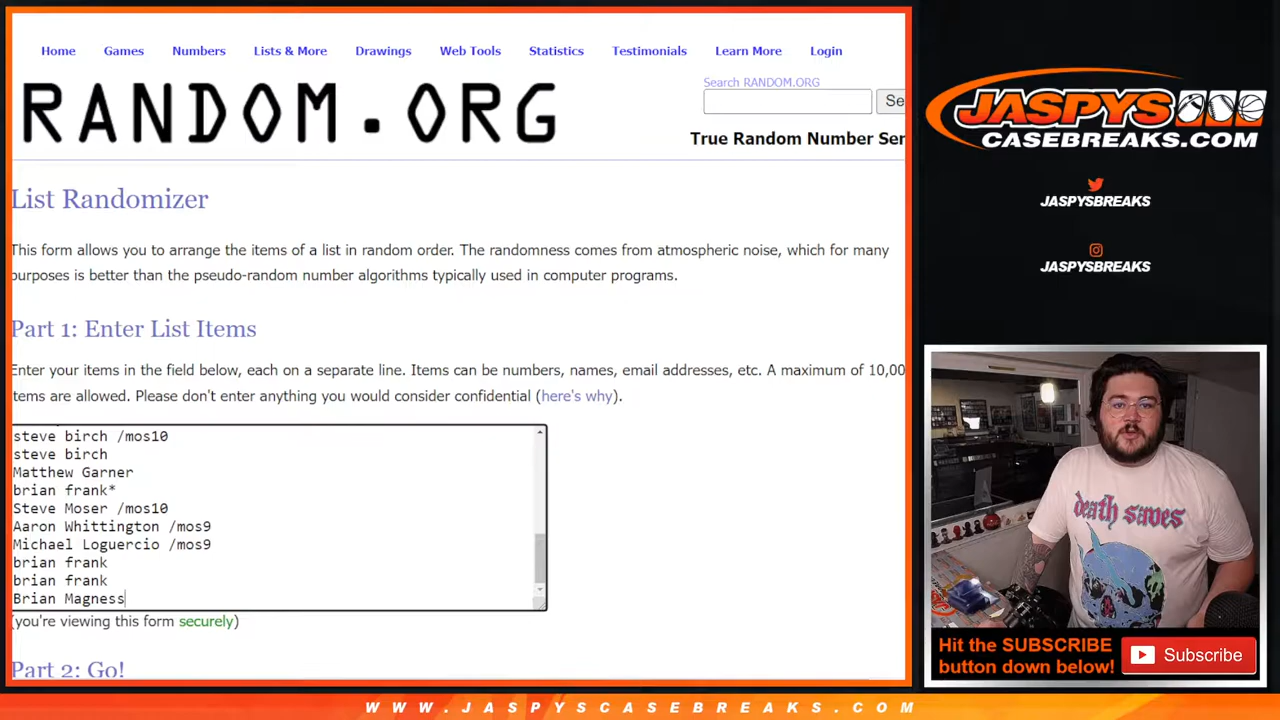 Home Games Numbers Lists & More Drawings Web Tools Statistics Testimonials Learn More Login
RANDOM.ORG
Search RANDOM.ORG
Se
True Random Number Ser
List Randomizer
This form allows you to arrange the items of a list in random order. The randomness comes from atmospheric noise, which for many
purposes is better than the pseudo-random number algorithms typically used in computer programs.
Part 1: Enter List Items
Enter your items in the field below, each on a separate line. Items can be numbers, names, email addresses, etc. A maximum of 10,00
items are allowed. Please don't enter anything you would consider confidential (here's why).
steve birch /mos10
steve birch
Matthew Garner
brian frank*
Steve Moser /mos10
Aaron Whittington /mos9
Michael Loguercio /mos9
brian frank
brian frank
Brian Magness
(you're viewing this form securely)
Part 2: Go!
JASPYS
CASEBREAKS.COM
JASPYSBREAKS
JASPYSBREAKS
death saves
Hit the SUBSCRIBE
button down below!
Subscribe
WWW.JASPYSCASEBREAKS.COM